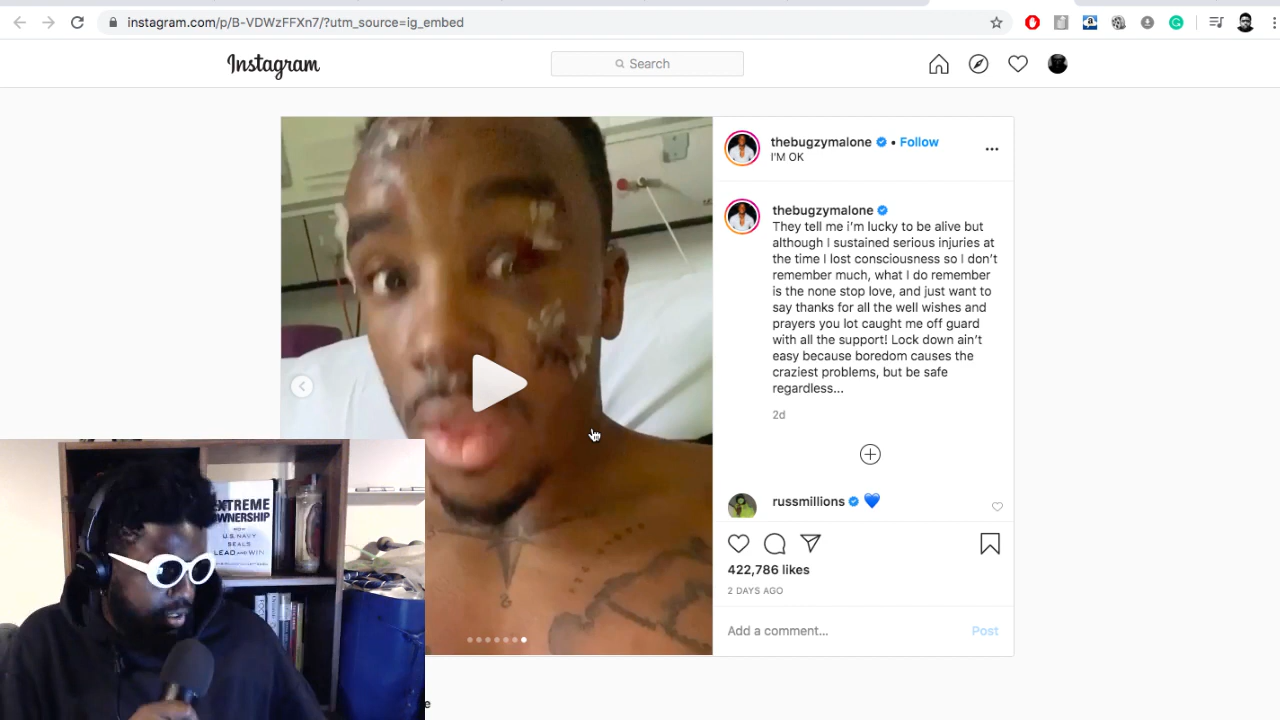 instagram.com/p/B-VDWzFFXn7/?utm_source=ig_embed
Instagram
Search
thebugzymalone • Follow
I'M OK
thebugzymalone
They tell me i'm lucky to be alive but
although I sustained serious injuries at
the time I lost consciousness so I don't
remember much, what I do remember
is the none stop love, and just want to
say thanks for all the well wishes and
prayers you lot caught me off guard
with all the support! Lock down ain't
easy because boredom causes the
craziest problems, but be safe
regardless...
2d
russmillions 💙
422,786 likes
2 DAYS AGO
Add a comment...
Post
EXTREME
OWNERSHIP
HOW
U.S. NAVY
SEALS
LEAD AND WIN